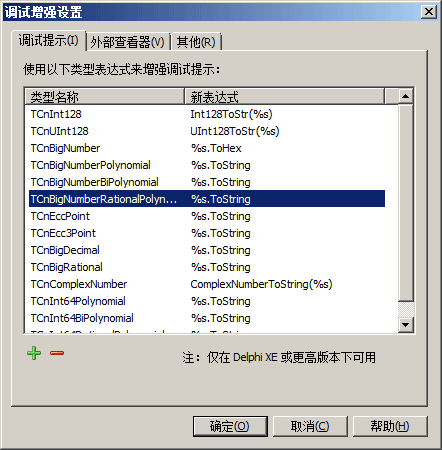 调试增强设置
调试提示(I) 外部查看器(V) 其他(R)
使用以下类型表达式来增强调试提示：
类型名称 新表达式
TCnInt128 Int128ToStr(%s)
TCnUInt128 UInt128ToStr(%s)
TCnBigNumber %s.ToHex
TCnBigNumberPolynomial %s.ToString
TCnBigNumberBiPolynomial %s.ToString
TCnBigNumberRationalPolyn... %s.ToString
TCnEccPoint %s.ToString
TCnEcc3Point %s.ToString
TCnBigDecimal %s.ToString
TCnBigRational %s.ToString
TCnComplexNumber ComplexNumberToString(%s)
TCnInt64Polynomial %s.ToString
TCnInt64BiPolynomial %s.ToString
TCnInt64RationalPolynomial %s.ToString
注：仅在 Delphi XE 或更高版本下可用
确定(O) 取消(C) 帮助(H)